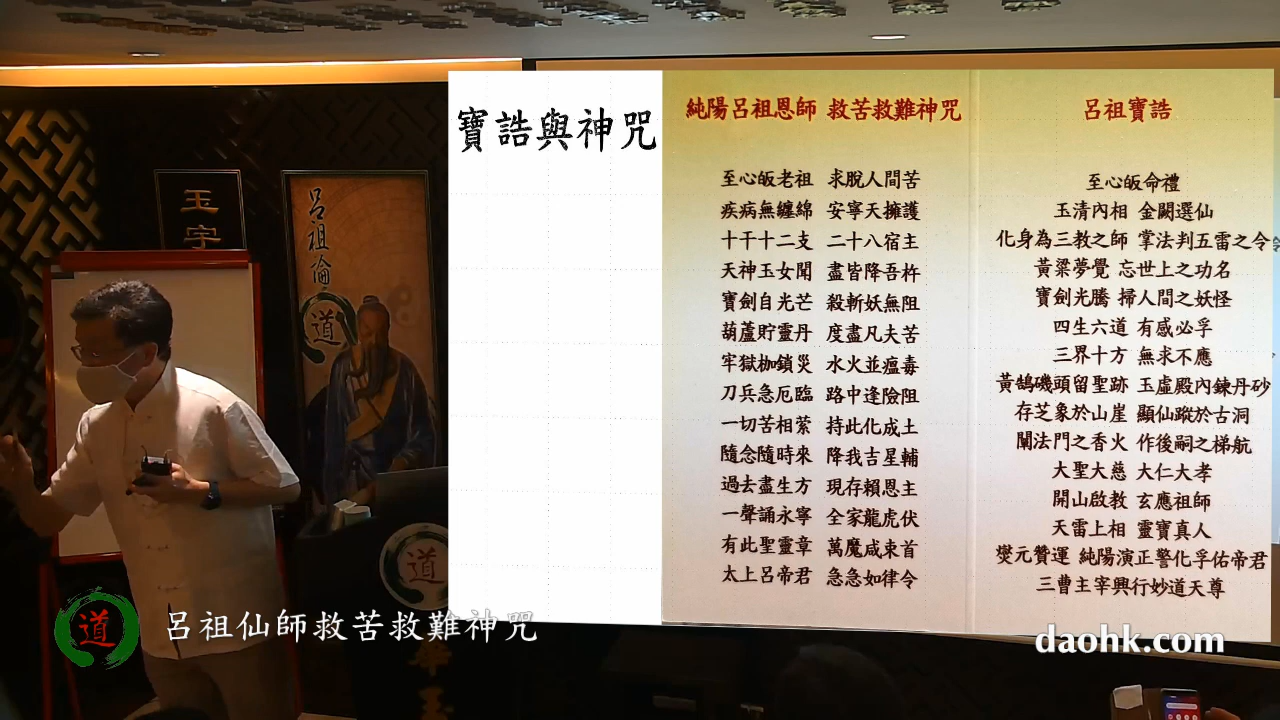 寶誥與神咒
純陽呂祖恩師 救苦救難神咒
至心皈老祖 求脫人間苦
疾病無纏綿 安寧天擁護
十干十二支 二十八宿主
天神玉女聞 盡皆降吾杵
寶劍自光芒 殺斬妖無阻
葫蘆貯靈丹 度盡凡夫苦
牢獄枷鎖災 水火並瘟毒
刀兵急厄臨 路中逢險阻
一切苦相縈 持此化成土
隨念隨時來 降我吉星輔
過去盡生方 現存賴恩主
一聲誦永寧 全家龍虎伏
有此聖靈章 萬魔咸束首
太上呂帝君 急急如律令
呂祖寶誥
至心皈命禮
玉清內相 金闕選仙
化身為三教之師 掌法判五雷之令
黃梁夢覺 忘世上之功名
寶劍光騰 掃人間之妖怪
四生六道 有感必孚
三界十方 無求不應
黃鵠磯頭留聖跡 玉虛殿內鍊丹砂
存芝象於山崖 顯仙蹤於古洞
闡法門之香火 作後嗣之梯航
大聖大慈 大仁大孝
開山啟教 玄應祖師
天雷上相 靈寶真人
燮元贊運 純陽演正警化孚佑帝君
三曹主宰興行妙道天尊
玉宇
呂祖論
道
道
道
呂祖仙師救苦救難神咒
daohk.com